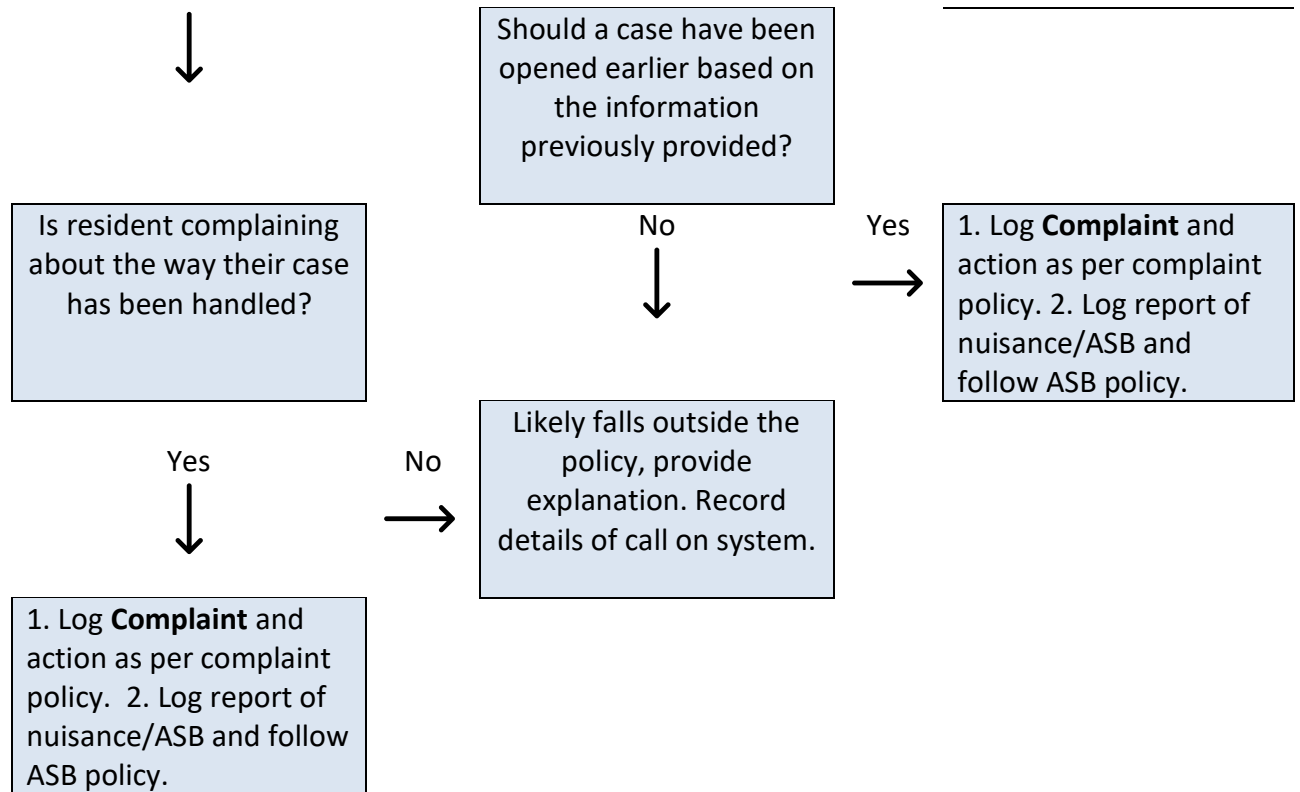 Should a case have been
opened earlier based on
the information
previously provided?
Is resident complaining
about the way their case
has been handled?
No
Yes
1. Log Complaint and
action as per complaint
policy. 2. Log report of
nuisance/ASB and
follow ASB policy.
Yes
No
Likely falls outside the
policy, provide
explanation. Record
details of call on system.
1. Log Complaint and
action as per complaint
policy.  2. Log report of
nuisance/ASB and follow
ASB policy.